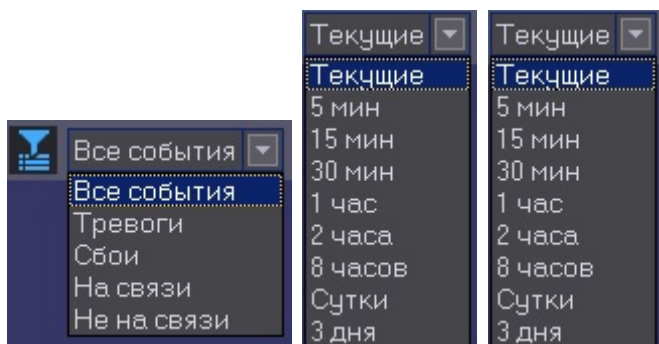 Все события
Все события
Тревоги
Сбои
На связи
Не на связи
Текущие
Текущие
5 мин
15 мин
30 мин
1 час
2 часа
8 часов
Сутки
3 дня
Текущие
Текущие
5 мин
15 мин
30 мин
1 час
2 часа
8 часов
Сутки
3 дня